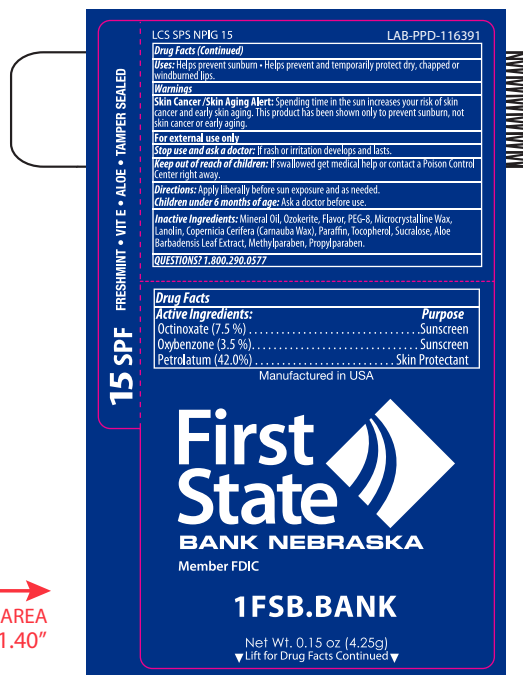 LCS SPS NPIG 15 LAB-PPD-116391
Drug Facts (Continued)
Uses: Helps prevent sunburn • Helps prevent and temporarily protect dry, chapped or
windburned lips.
Warnings
Skin Cancer /Skin Aging Alert: Spending time in the sun increases your risk of skin
cancer and early skin aging. This product has been shown only to prevent sunburn, not
skin cancer or early aging.
For external use only
Stop use and ask a doctor: If rash or irritation develops and lasts.
Keep out of reach of children: If swallowed get medical help or contact a Poison Control
Center right away.
Directions: Apply liberally before sun exposure and as needed.
Children under 6 months of age: Ask a doctor before use.
Inactive Ingredients: Mineral Oil, Ozokerite, Flavor, PEG-8, Microcrystalline Wax,
Lanolin, Copernicia Cerifera (Carnauba Wax), Paraffin, Tocopherol, Sucralose, Aloe
Barbadensis Leaf Extract, Methylparaben, Propylparaben.
QUESTIONS? 1.800.290.0577
15 SPF FRESHMINT • VIT E • ALOE • TAMPER SEALED
Drug Facts
Active Ingredients: Purpose
Octinoxate (7.5 %) ................................. Sunscreen
Oxybenzone (3.5 %)................................ Sunscreen
Petrolatum (42.0%) ........................... Skin Protectant
Manufactured in USA
First
State
BANK NEBRASKA
Member FDIC
1FSB.BANK
Net Wt. 0.15 oz (4.25g)
▼Lift for Drug Facts Continued▼
AREA
1.40"